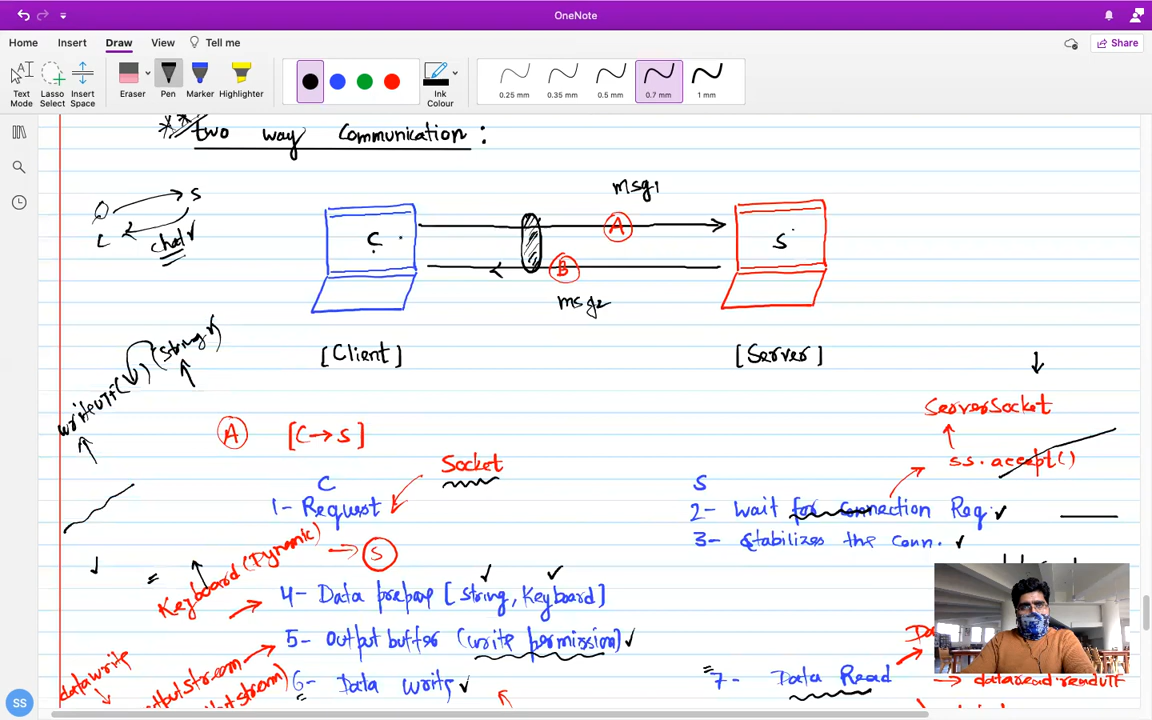 OneNote
Home Insert Draw View Tell me
Share
Text Mode
Lasso Select
Insert Space
Eraser
Pen
Marker
Highlighter
Ink Colour
0.25 mm
0.35 mm
0.5 mm
0.7 mm
1 mm
two way Communication :
S
C
chat
msg1
A
C
S
B
msg2
[Client]
[Server]
writeUTF( ) (string)
ServerSocket
A [C→S]
ss.accept()
Socket
C
S
1- Request
2- Wait for connection Req.
3- Stabilizes the conn.
Keyboard (Dynamic) → S
4- Data prepare [string, Keyboard]
5- Output buffer (write permission)
6- Data write
7- Data Read
datawrite
→ dataread.readUTF
SS